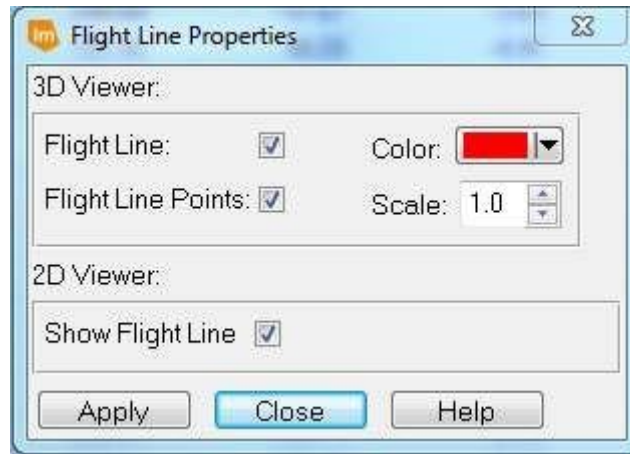 Im Flight Line Properties
3D Viewer:
Flight Line: Color:
Flight Line Points: Scale: 1.0
2D Viewer:
Show Flight Line
Apply Close Help